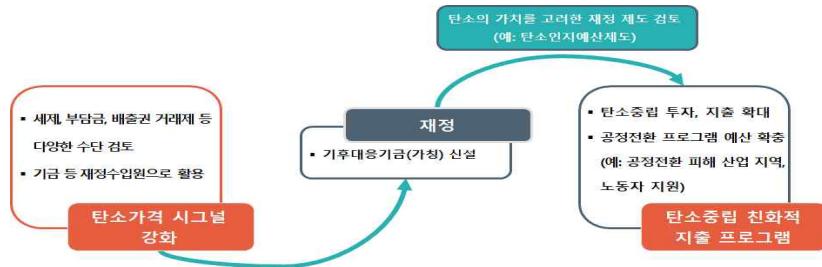 탄소의 가치를 고려한 재정 제도 검토
(예: 탄소인지예산제도)
▪ 세제, 부담금, 배출권 거래제 등
다양한 수단 검토
▪ 기금 등 재정수입원으로 활용
탄소가격 시그널
강화
재정
▪ 기후대응기금(가칭) 신설
▪ 탄소중립 투자, 지출 확대
▪ 공정전환 프로그램 예산 확충
(예: 공정전환 피해 산업 지역,
노동자 지원)
탄소중립 친화적
지출 프로그램